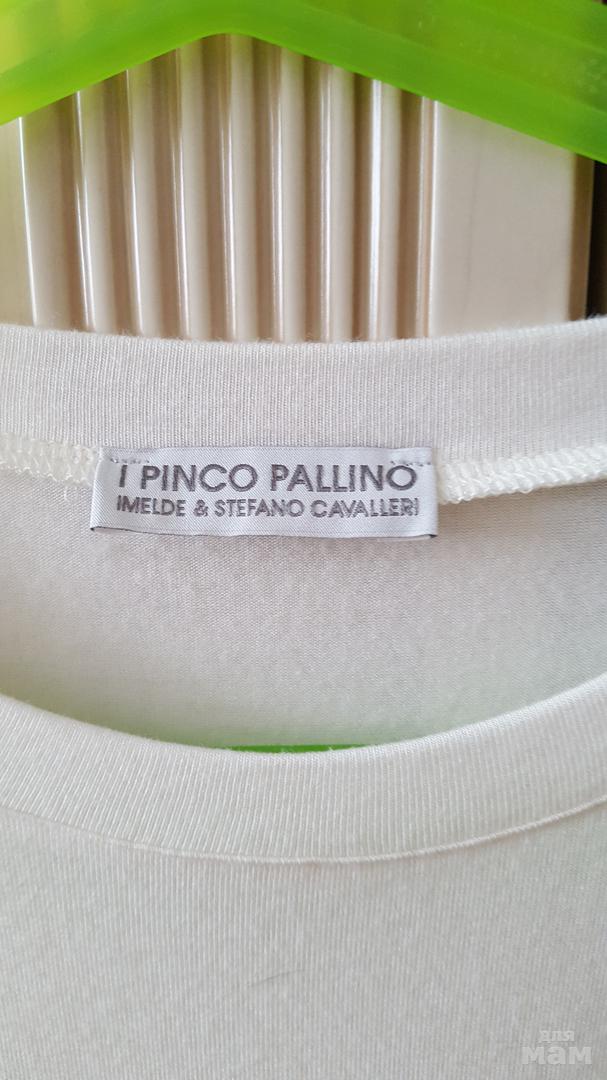 I PINCO PALLINO
IMELDE & STEFANO CAVALLERI
для
мам